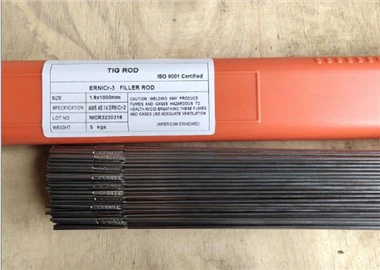 TIG ROD
ISO 9001 Certified
ERNiCr-3 FILLER ROD
SIZE 1.6x1000mm
SPECIFICATION AWS A5.14 ERNiCr-3
LOT NO NICR3230316
WEIGHT 5 kgs
CAUTION WELDING MAY PRODUCE
FUMES AND GASES HAZARDOUS TO
HEALTH AVOID BREATHING THESE FUMES
AND GASES USE ADEQUATE VENTILATION
(AMERICAN STANDARD)